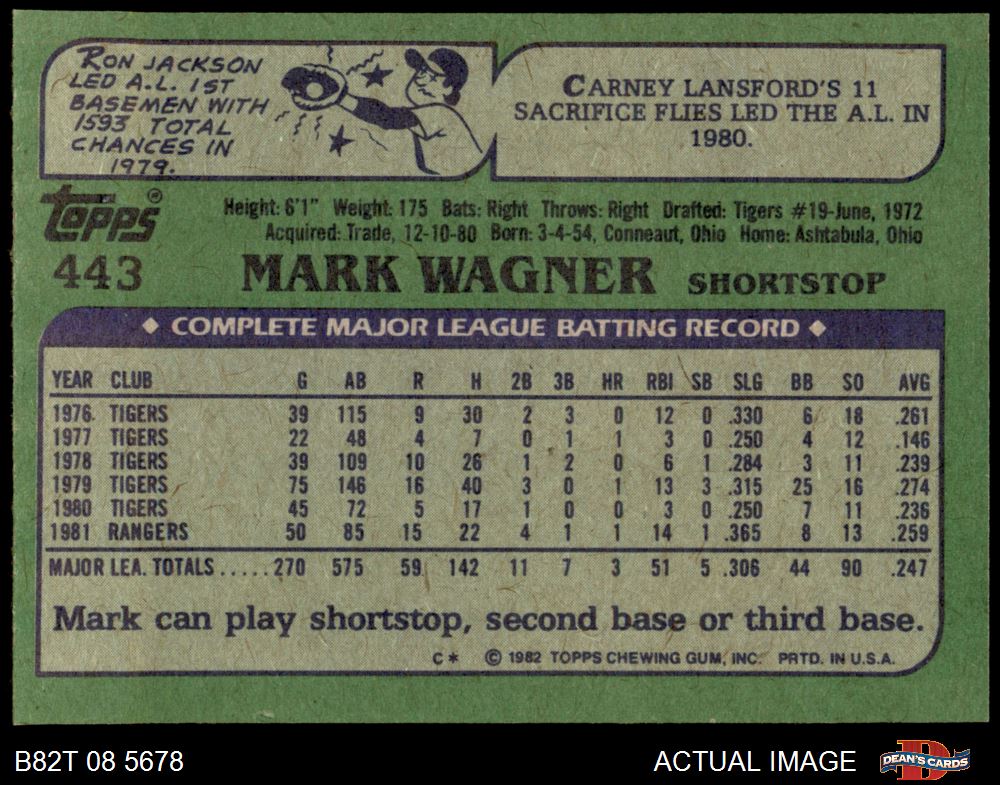 RON JACKSON
LED A.L. 1ST
BASEMEN WITH
1593 TOTAL
CHANCES IN
1979.
CARNEY LANSFORD'S 11
SACRIFICE FLIES LED THE A.L. IN
1980.
Topps®
443
Height: 6'1" Weight: 175 Bats: Right Throws: Right Drafted: Tigers #19-June, 1972
Acquired: Trade, 12-10-80 Born: 3-4-54, Conneaut, Ohio Home: Ashtabula, Ohio
MARK WAGNER SHORTSTOP
◆ COMPLETE MAJOR LEAGUE BATTING RECORD ◆
YEAR CLUB G AB R H 2B 3B HR RBI SB SLG BB SO AVG
1976 TIGERS 39 115 9 30 2 3 0 12 0 .330 6 18 .261
1977 TIGERS 22 48 4 7 0 1 1 3 0 .250 4 12 .146
1978 TIGERS 39 109 10 26 1 2 0 6 1 .284 3 11 .239
1979 TIGERS 75 146 16 40 3 0 1 13 3 .315 25 16 .274
1980 TIGERS 45 72 5 17 1 0 0 3 0 .250 7 11 .236
1981 RANGERS 50 85 15 22 4 1 1 14 1 .365 8 13 .259
MAJOR LEA. TOTALS.....270 575 59 142 11 7 3 51 5 .306 44 90 .247
Mark can play shortstop, second base or third base.
C* © 1982 TOPPS CHEWING GUM, INC. PRTD. IN U.S.A.
B82T 08 5678
ACTUAL IMAGE
D
DEAN'S CARDS